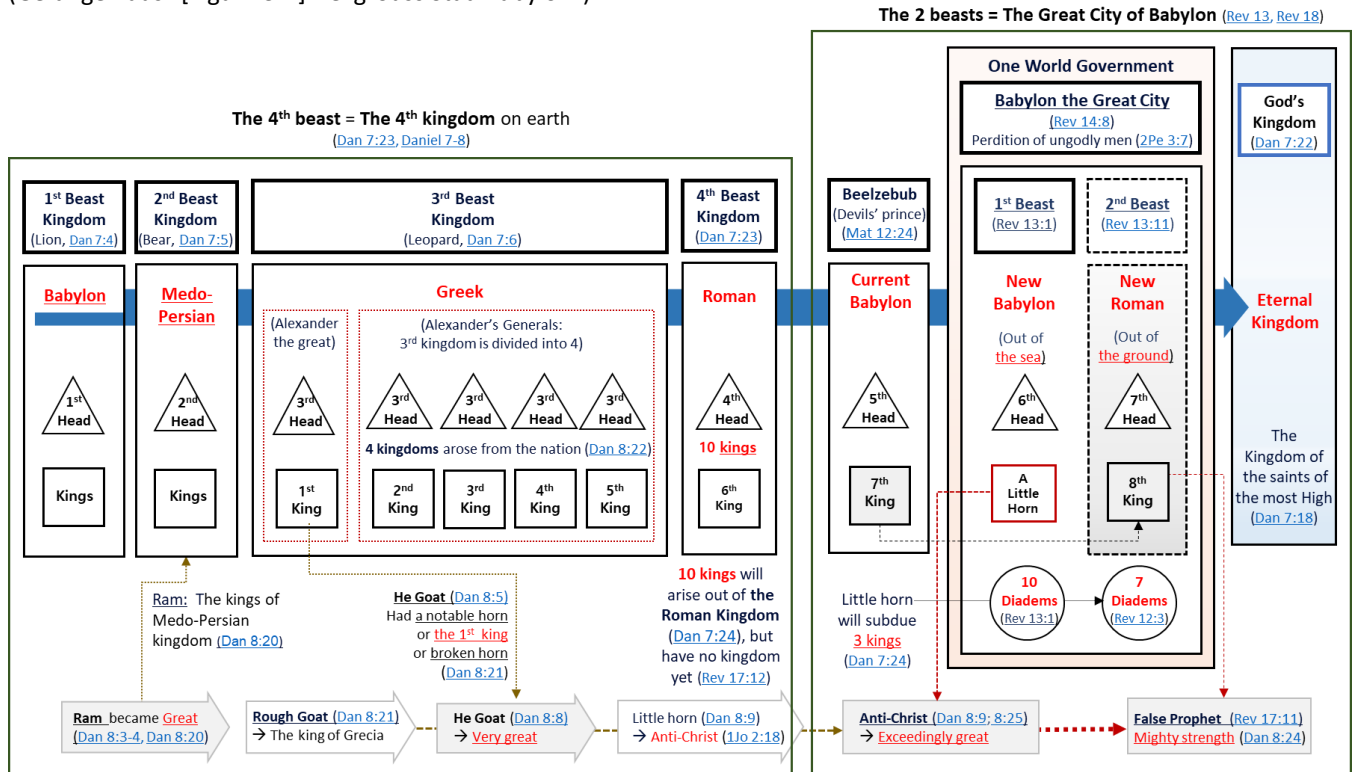 The 2 beasts = The Great City of Babylon (Rev 13, Rev 18)
The 4th beast = The 4th kingdom on earth
(Dan 7:23, Daniel 7-8)
1st Beast
Kingdom
(Lion, Dan 7:4)
2nd Beast
Kingdom
(Bear, Dan 7:5)
3rd Beast
Kingdom
(Leopard, Dan 7:6)
4th Beast
Kingdom
(Dan 7:23)
Babylon
1st
Head
Kings
Medo-
Persian
2nd
Head
Kings
Greek
(Alexander
the great)
3rd
Head
1st
King
(Alexander's Generals:
3rd kingdom is divided into 4)
3rd
Head
3rd
Head
3rd
Head
3rd
Head
4 kingdoms arose from the nation (Dan 8:22)
2nd
King
3rd
King
4th
King
5th
King
Roman
4th
Head
10 kings
6th
King
Ram: The kings of
Medo-Persian
kingdom (Dan 8:20)
He Goat (Dan 8:5)
Had a notable horn
or the 1st king
or broken horn
(Dan 8:21)
10 kings will
arise out of the
Roman Kingdom
(Dan 7:24), but
have no kingdom
yet (Rev 17:12)
Ram became Great
(Dan 8:3-4, Dan 8:20)
Rough Goat (Dan 8:21)
→ The king of Grecia
He Goat (Dan 8:8)
→ Very great
Little horn (Dan 8:9)
→ Anti-Christ (1Jo 2:18)
Beelzebub
(Devils' prince)
(Mat 12:24)
Current
Babylon
5th
Head
7th
King
One World Government
Babylon the Great City
(Rev 14:8)
Perdition of ungodly men (2Pe 3:7)
1st Beast
(Rev 13:1)
New
Babylon
(Out of
the sea)
6th
Head
A
Little
Horn
10
Diadems
(Rev 13:1)
2nd Beast
(Rev 13:11)
New
Roman
(Out of
the ground)
7th
Head
8th
King
7
Diadems
(Rev 12:3)
Little horn
will subdue
3 kings
(Dan 7:24)
God's
Kingdom
(Dan 7:22)
Eternal
Kingdom
The
Kingdom of
the saints of
the most High
(Dan 7:18)
Anti-Christ (Dan 8:9; 8:25)
→ Exceedingly great
False Prophet (Rev 17:11)
Mighty strength (Dan 8:24)